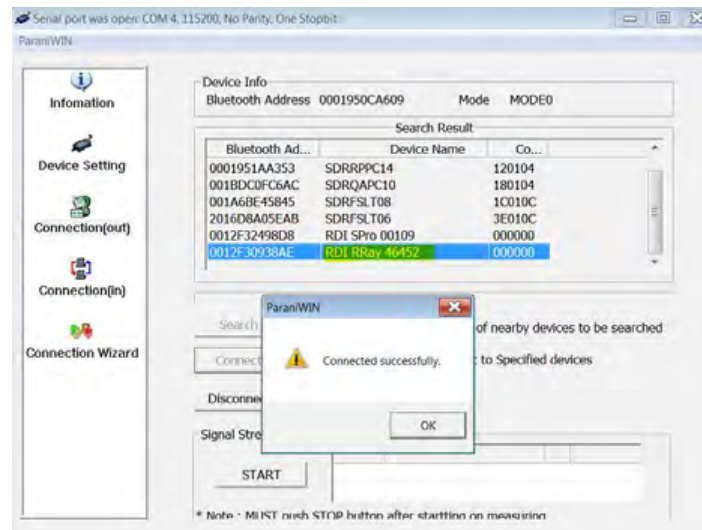 Serial port was open: COM 4, 115200, No Parity, One Stopbit
ParaniWIN
Infomation
Device Setting
Connection(out)
Connection(in)
Connection Wizard
Device Info
Bluetooth Address 0001950CA609 Mode MODE0
Search Result
Bluetooth Ad... Device Name Co...
0001951AA353 SDRRPPC14 120104
001BDC0FC6AC SDRQAPC10 180104
001A6BE45845 SDRFSLT08 1C010C
2016D8A05EAB SDRFSLT06 3E010C
0012F32498D8 RDI SPro 00109 000000
0012F30938AE RDI RRay 46452 000000
Search of nearby devices to be searched
Connect to Specified devices
Disconne
ParaniWIN
Connected successfully.
OK
Signal Stre
START
* Note : MUST push STOP button after startting on measuring